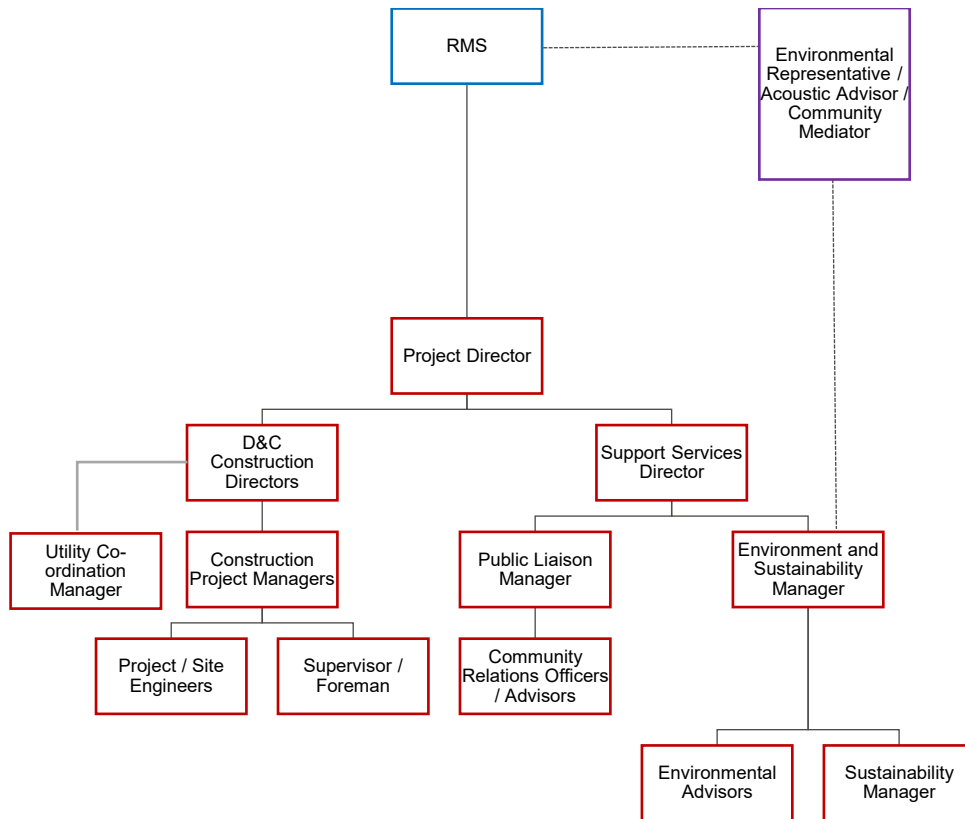 RMS
Environmental
Representative /
Acoustic Advisor /
Community
Mediator
Project Director
D&C
Construction
Directors
Support Services
Director
Utility Co-
ordination
Manager
Construction
Project Managers
Public Liaison
Manager
Environment and
Sustainability
Manager
Project / Site
Engineers
Supervisor /
Foreman
Community
Relations Officers
/ Advisors
Environmental
Advisors
Sustainability
Manager